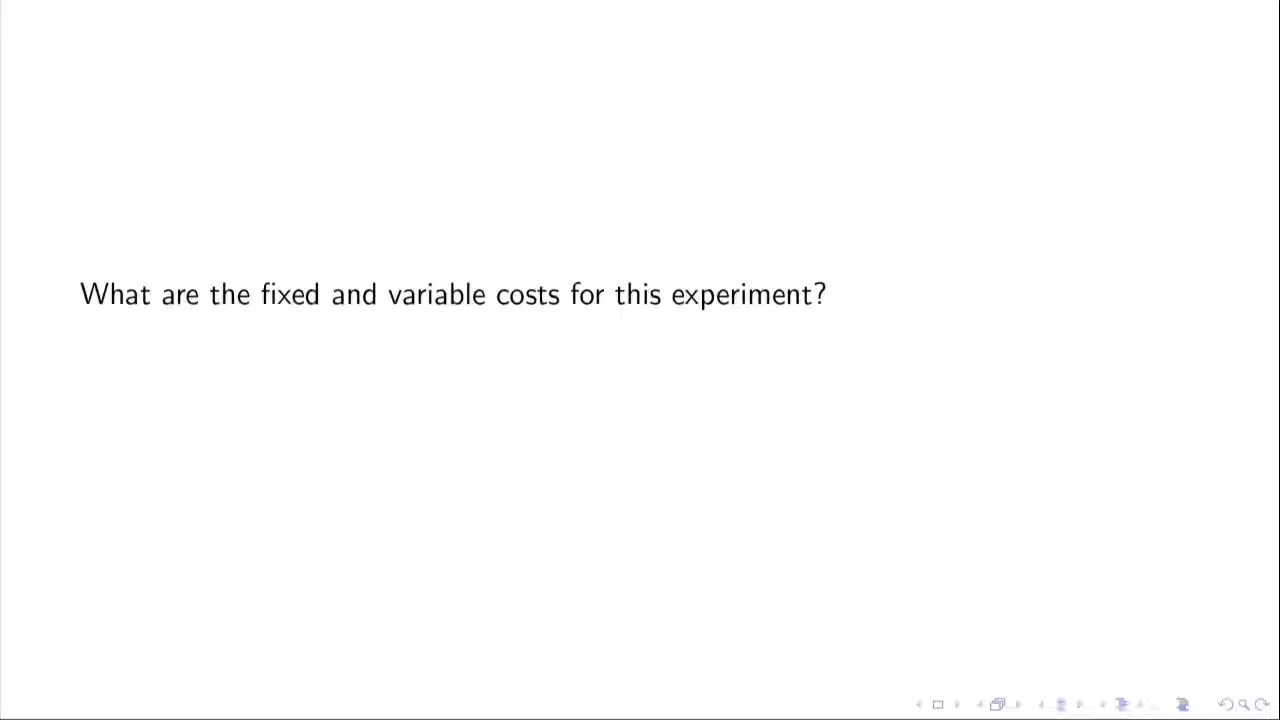 What are the fixed and variable costs for this experiment?